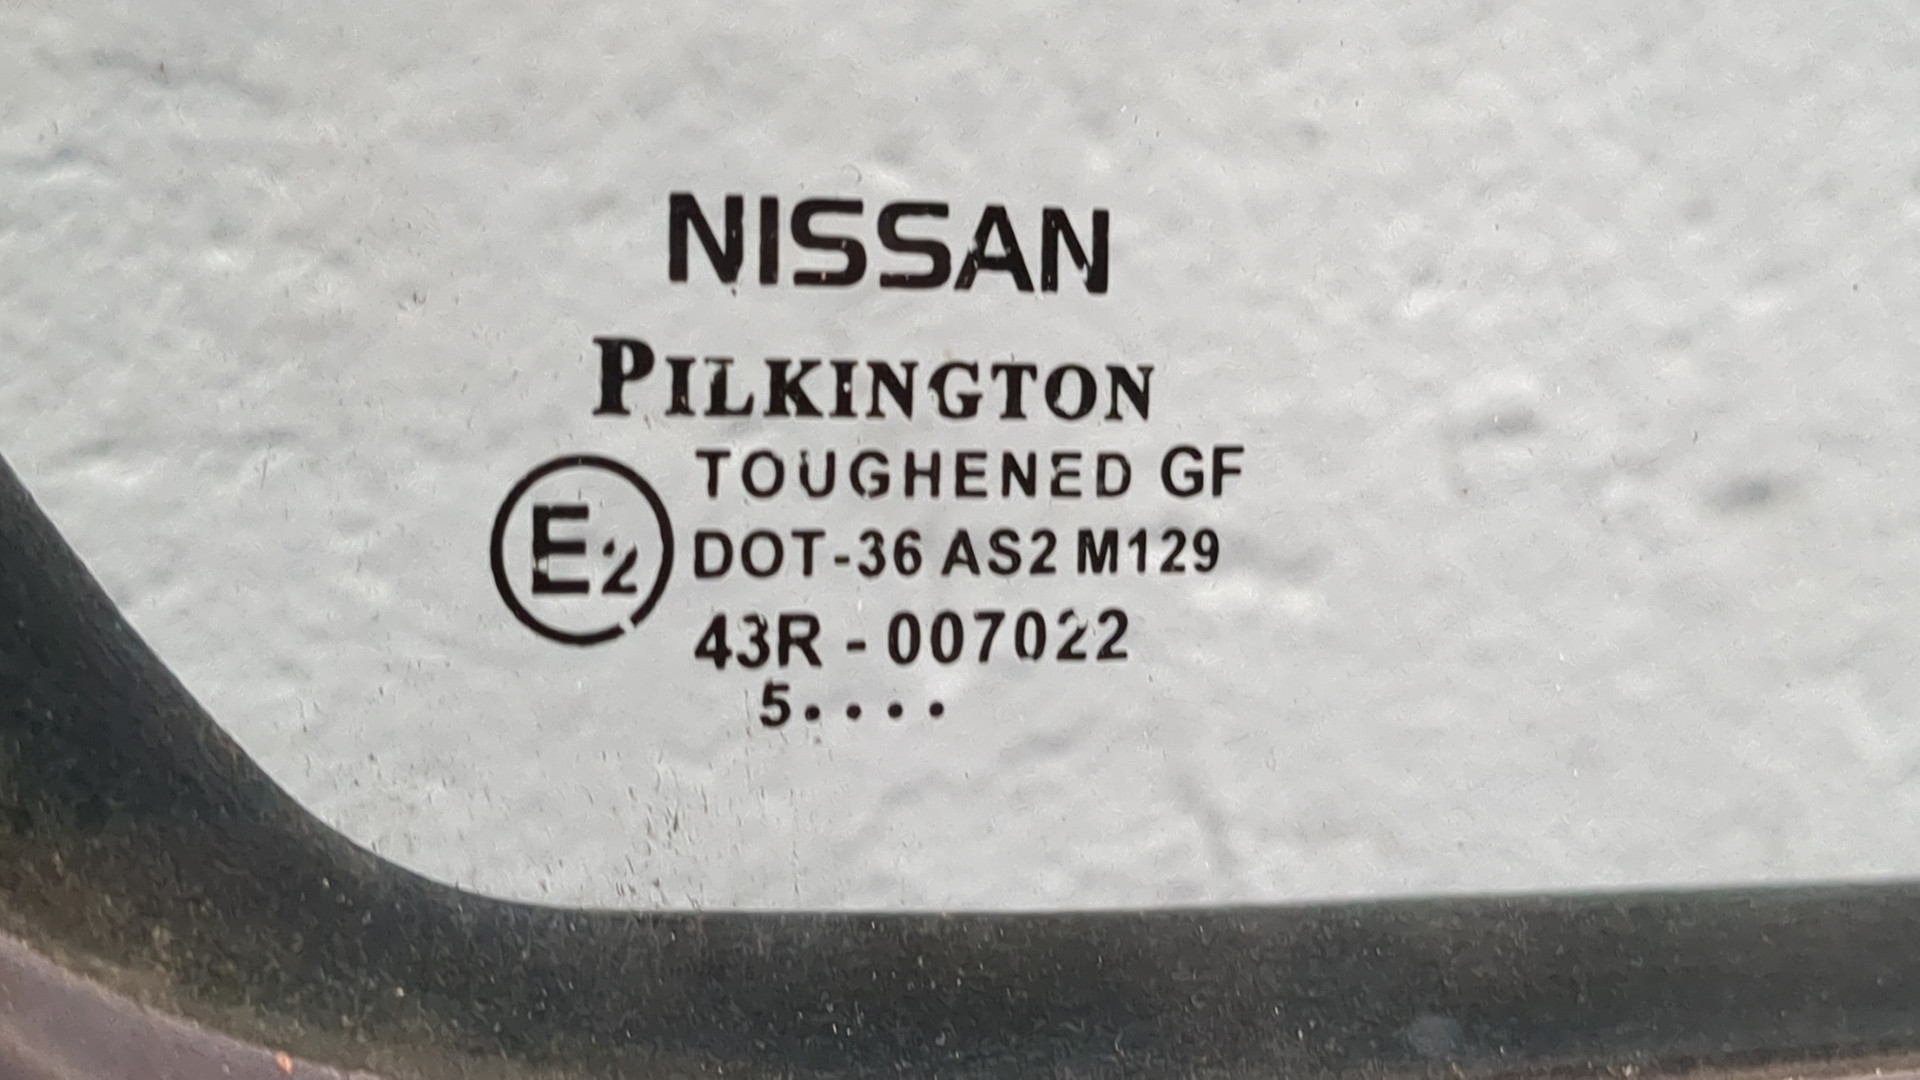 NISSAN
PILKINGTON
TOUGHENED GF
E2 DOT-36 AS2 M129
43R - 007022
5....